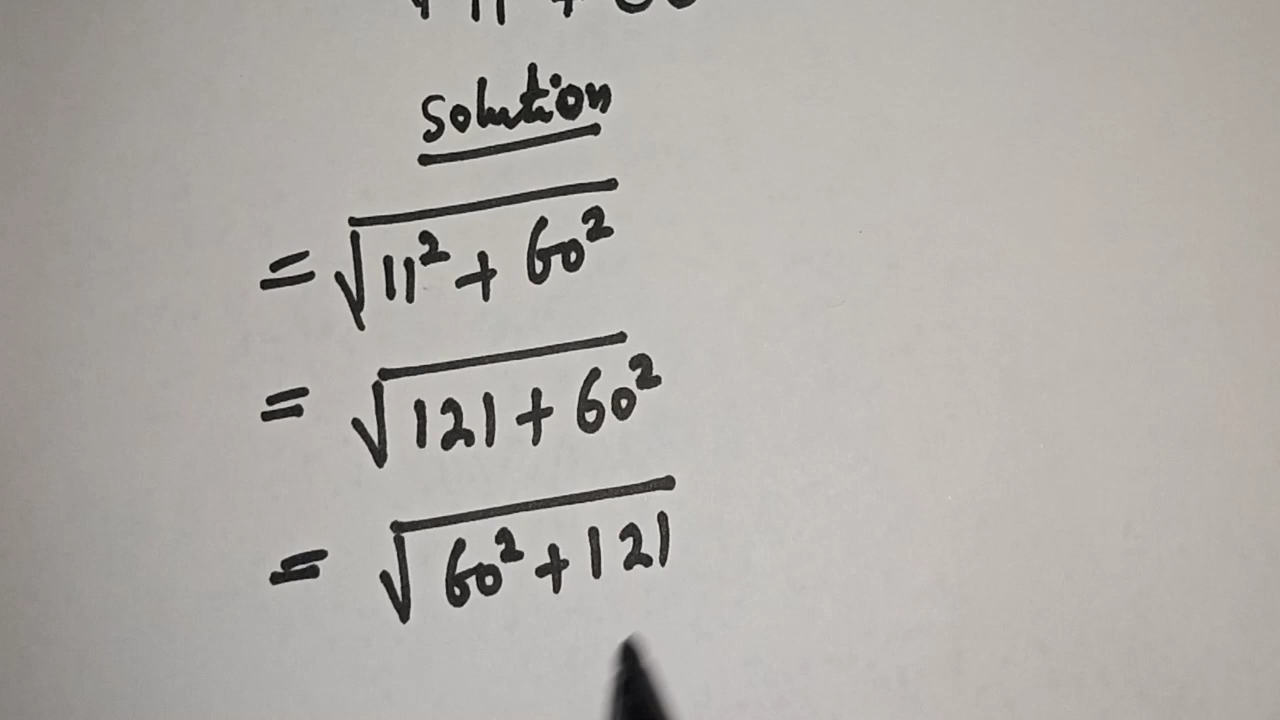 Solution
= √11² + 60²
= √121 + 60²
= √60² + 121